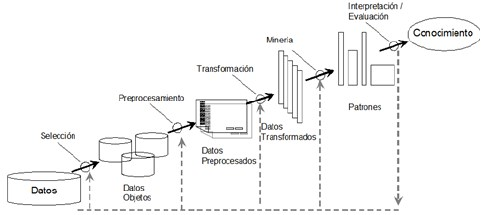 Interpretación /
Evaluación
Conocimiento
Minería
Transformación
Patrones
Preprocesamiento
Datos
Transformados
Selección
Datos
Preprocesados
Datos
Datos
Objetos